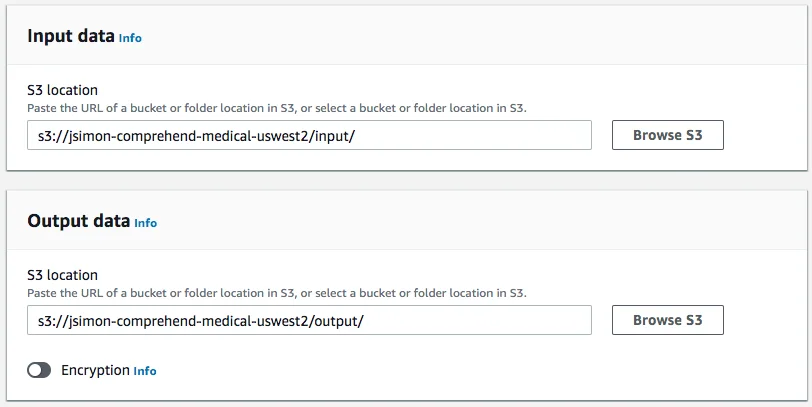 Input data Info
S3 location
Paste the URL of a bucket or folder location in S3, or select a bucket or folder location in S3.
s3://jsimon-comprehend-medical-uswest2/input/ Browse S3
Output data Info
S3 location
Paste the URL of a bucket or folder location in S3, or select a bucket or folder location in S3.
s3://jsimon-comprehend-medical-uswest2/output/ Browse S3
Encryption Info